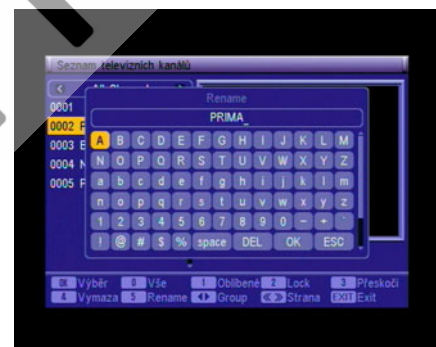 Seznam televizních kanálů
Rename
0001
PRIMA_
0002 F
0003 E
0004 N
0005 F
A B C D E F G H I J K L M
N O P Q R S T U V W X Y Z
a b c d e f g h i j k l m
n o p q r s t u v w x y z
1 2 3 4 5 6 7 8 9 0 - + `
! @ # $ % space DEL OK ESC
OK Výběr 0 Vše 1 Oblíbené 2 Lock 3 Přeskoči
4 Vymaza 5 Rename Group Strana EXIT Exit